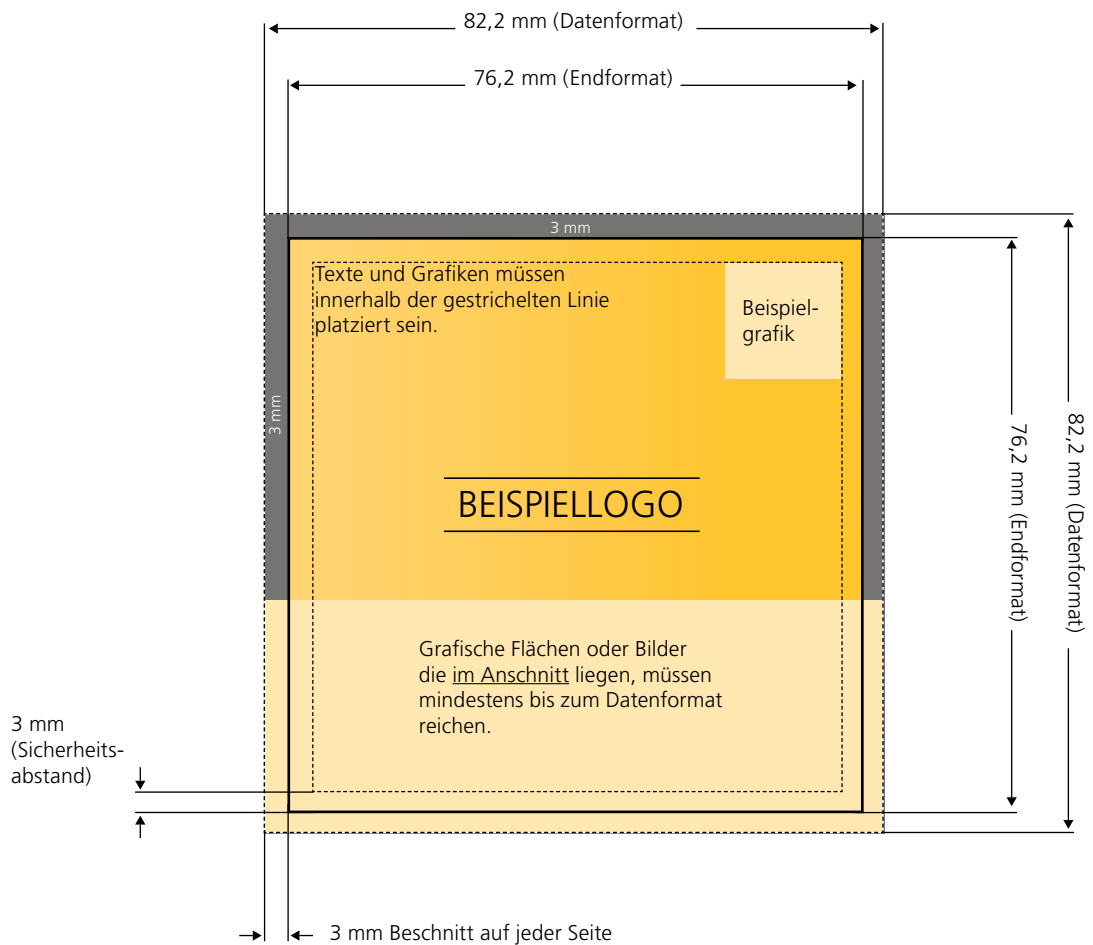 82,2 mm (Datenformat)
76,2 mm (Endformat)
3 mm
Texte und Grafiken müssen
innerhalb der gestrichelten Linie
platziert sein.
Beispiel-
grafik
3 mm
76,2 mm (Endformat)
82,2 mm (Datenformat)
BEISPIELLOGO
Grafische Flächen oder Bilder
die im Anschnitt liegen, müssen
mindestens bis zum Datenformat
reichen.
3 mm
(Sicherheits-
abstand)
3 mm Beschnitt auf jeder Seite